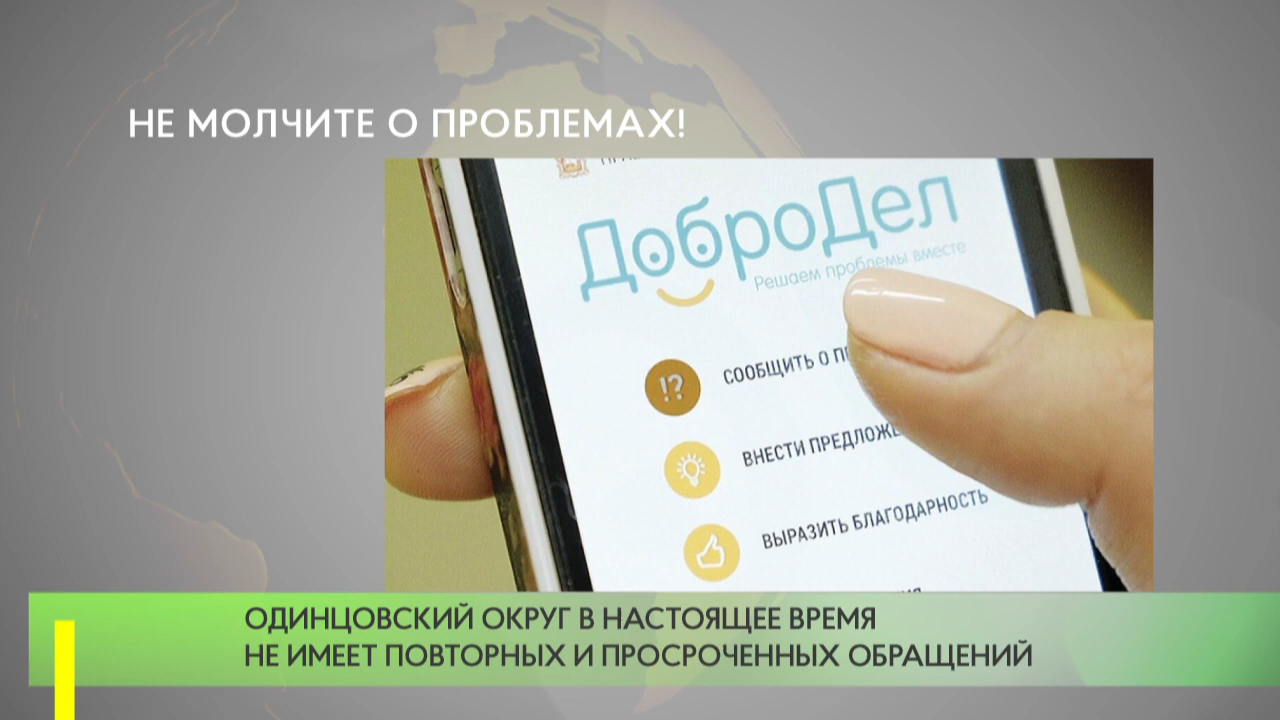 НЕ МОЛЧИТЕ О ПРОБЛЕМАХ!
ДоброДел
Решаем проблемы вместе
СООБЩИТЬ О
ВНЕСТИ
ВЫРАЗИТЬ БЛАГОДАРНОСТЬ
ОДИНЦОВСКИЙ ОКРУГ В НАСТОЯЩЕЕ ВРЕМЯ
НЕ ИМЕЕТ ПОВТОРНЫХ И ПРОСРОЧЕННЫХ ОБРАЩЕНИЙ